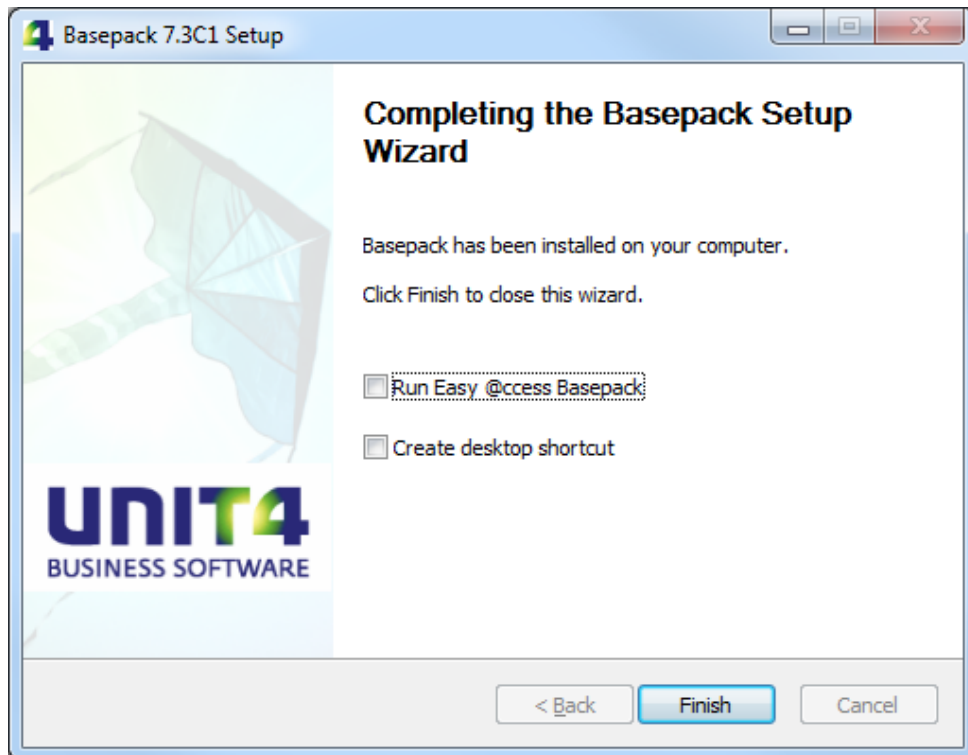 Basepack 7.3C1 Setup
Completing the Basepack Setup
Wizard
Basepack has been installed on your computer.
Click Finish to close this wizard.
Run Easy @ccess Basepack
Create desktop shortcut
UNIT4
BUSINESS SOFTWARE
< Back
Finish
Cancel